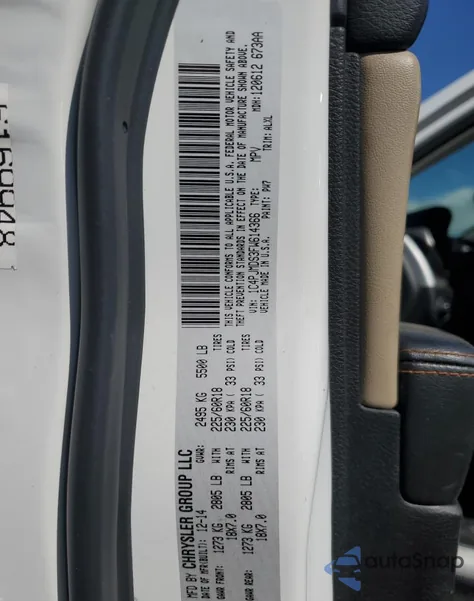 MFD BY CHRYSLER GROUP LLC
DATE OF MFR(BUILT): 12-14 GVWR: 2495 KG 5500 LB
GAWR FRONT: 1273 KG 2805 LB WITH 225/60R18 TIRES
18X7.0 RIMS AT 230 KPA ( 33 PSI) COLD
GAWR REAR: 1273 KG 2805 LB WITH 225/60R18 TIRES
18X7.0 RIMS AT 230 KPA ( 33 PSI) COLD
THIS VEHICLE CONFORMS TO ALL APPLICABLE U.S.A. FEDERAL MOTOR VEHICLE SAFETY AND
THEFT PREVENTION STANDARDS IN EFFECT ON THE DATE OF MANUFACTURE SHOWN ABOVE.
VIN: 1C4PJMDS3FW614366 TYPE: MPV MDH:120612 673AA
VEHICLE MADE IN U.S.A. PAINT: PW7 TRIM: ALXL
autoSnap